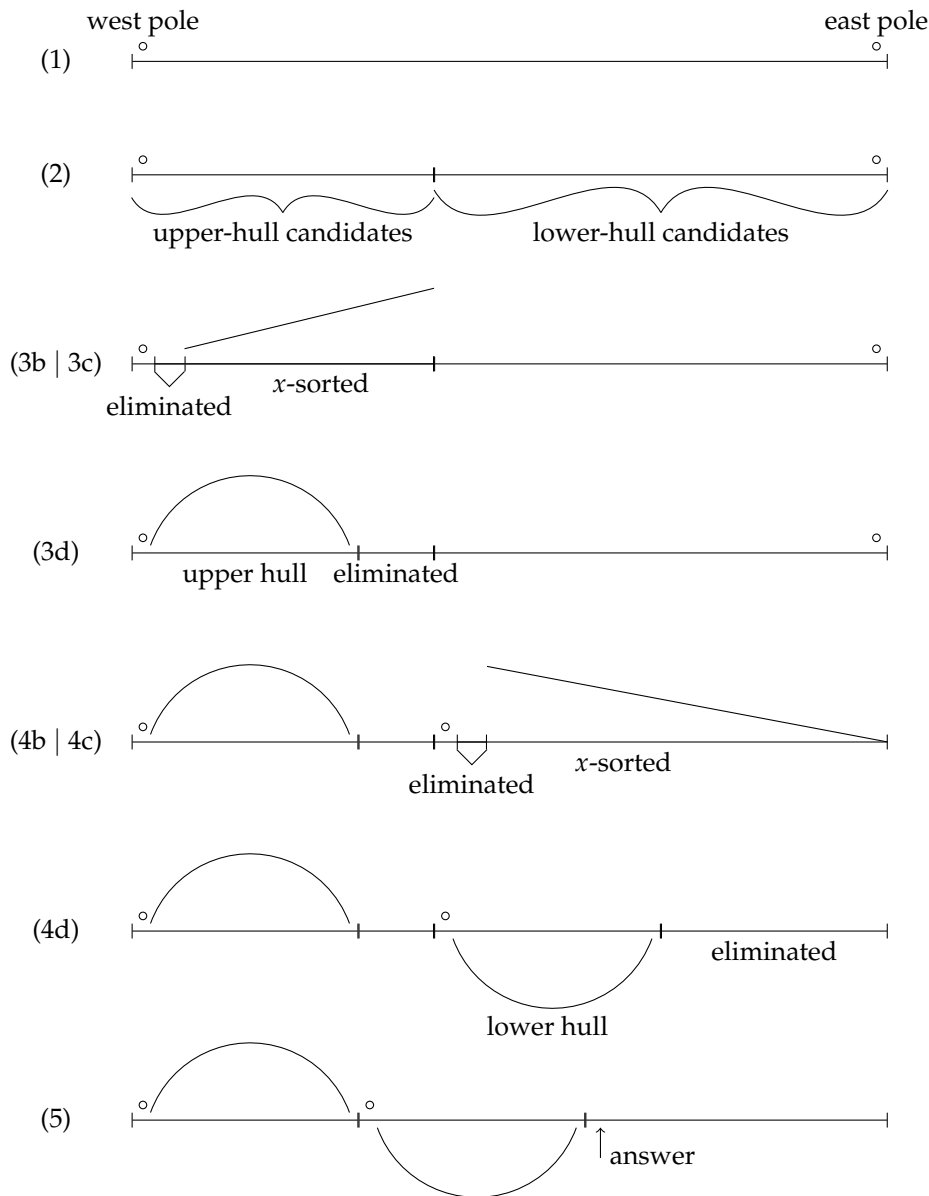 west pole east pole
(1)
(2)
upper-hull candidates lower-hull candidates
(3b | 3c)
x-sorted
eliminated
(3d)
upper hull eliminated
(4b | 4c)
x-sorted
eliminated
(4d)
eliminated
lower hull
(5)
answer